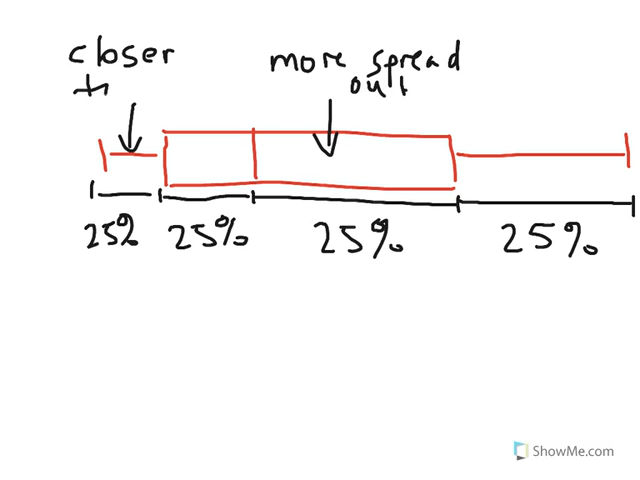 closer
more spread
out
25% 25% 25% 25%
ShowMe.com